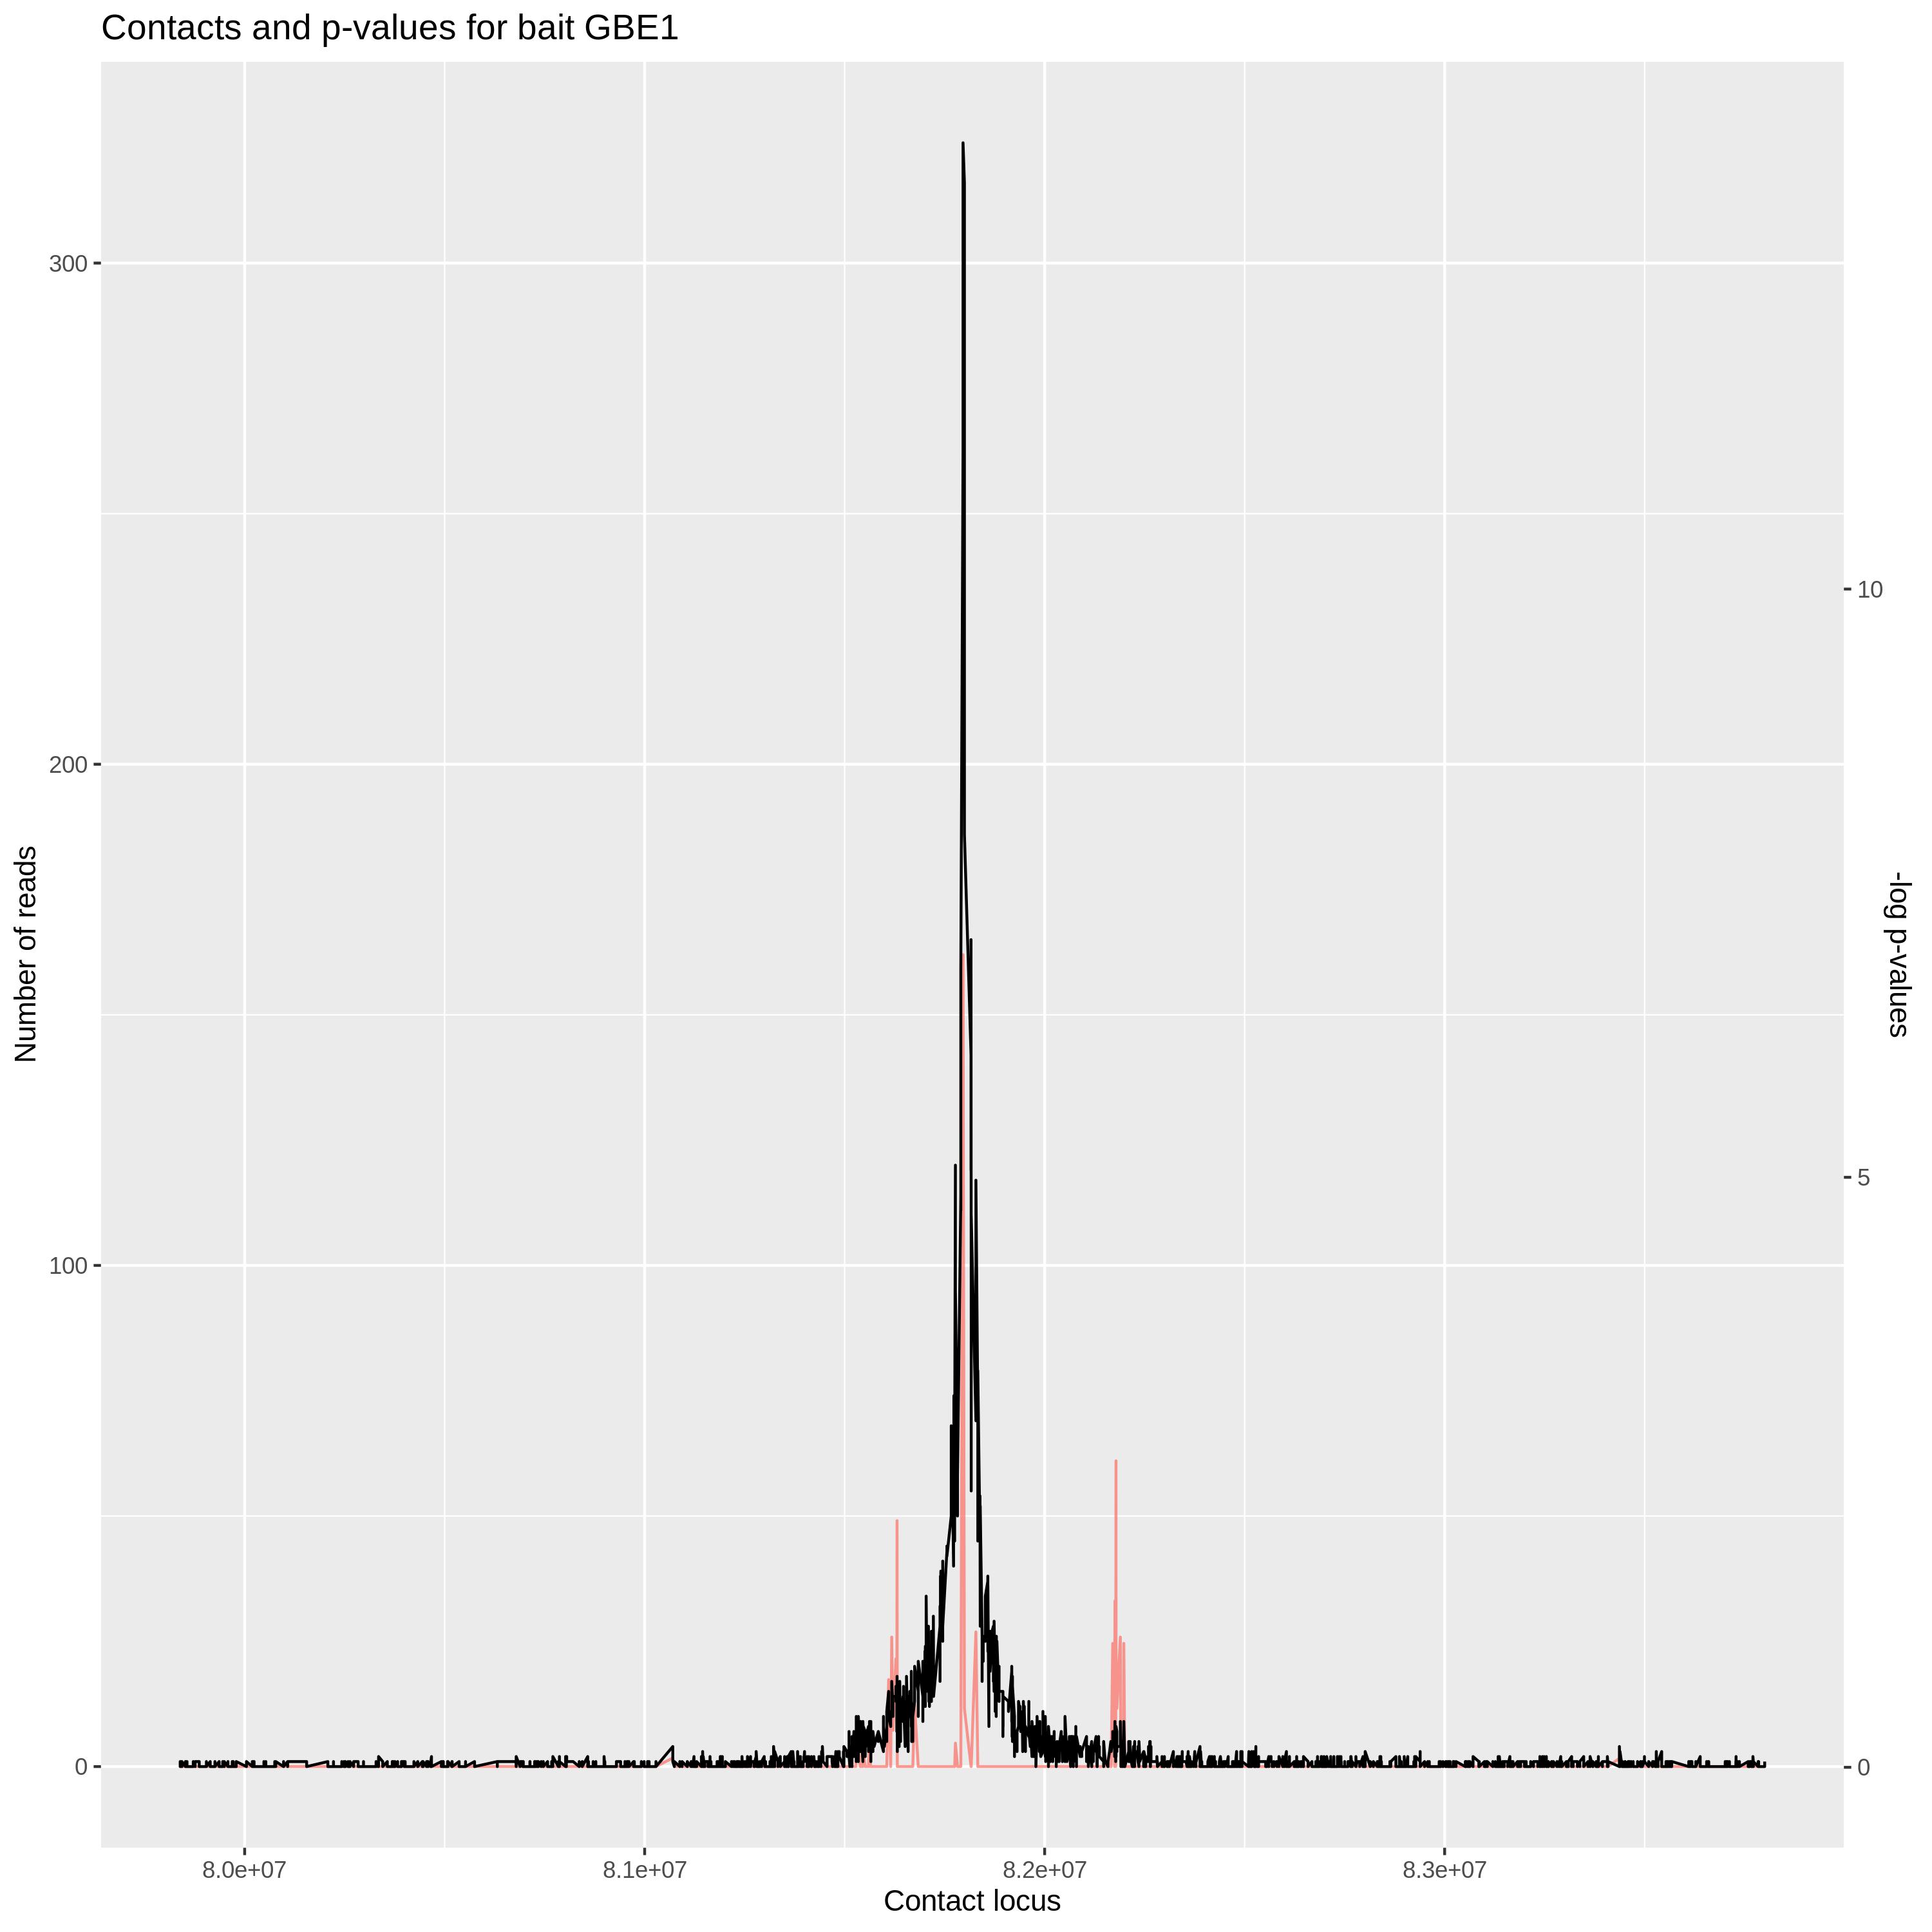 Contacts and p-values for bait GBE1
300
200
100
0
Number of reads
10
5
0
-log p-values
8.0e+07
8.1e+07
8.2e+07
8.3e+07
Contact locus